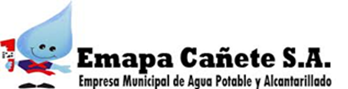 Emapa Cañete S.A.
Empresa Municipal de Agua Potable y Alcantarillado